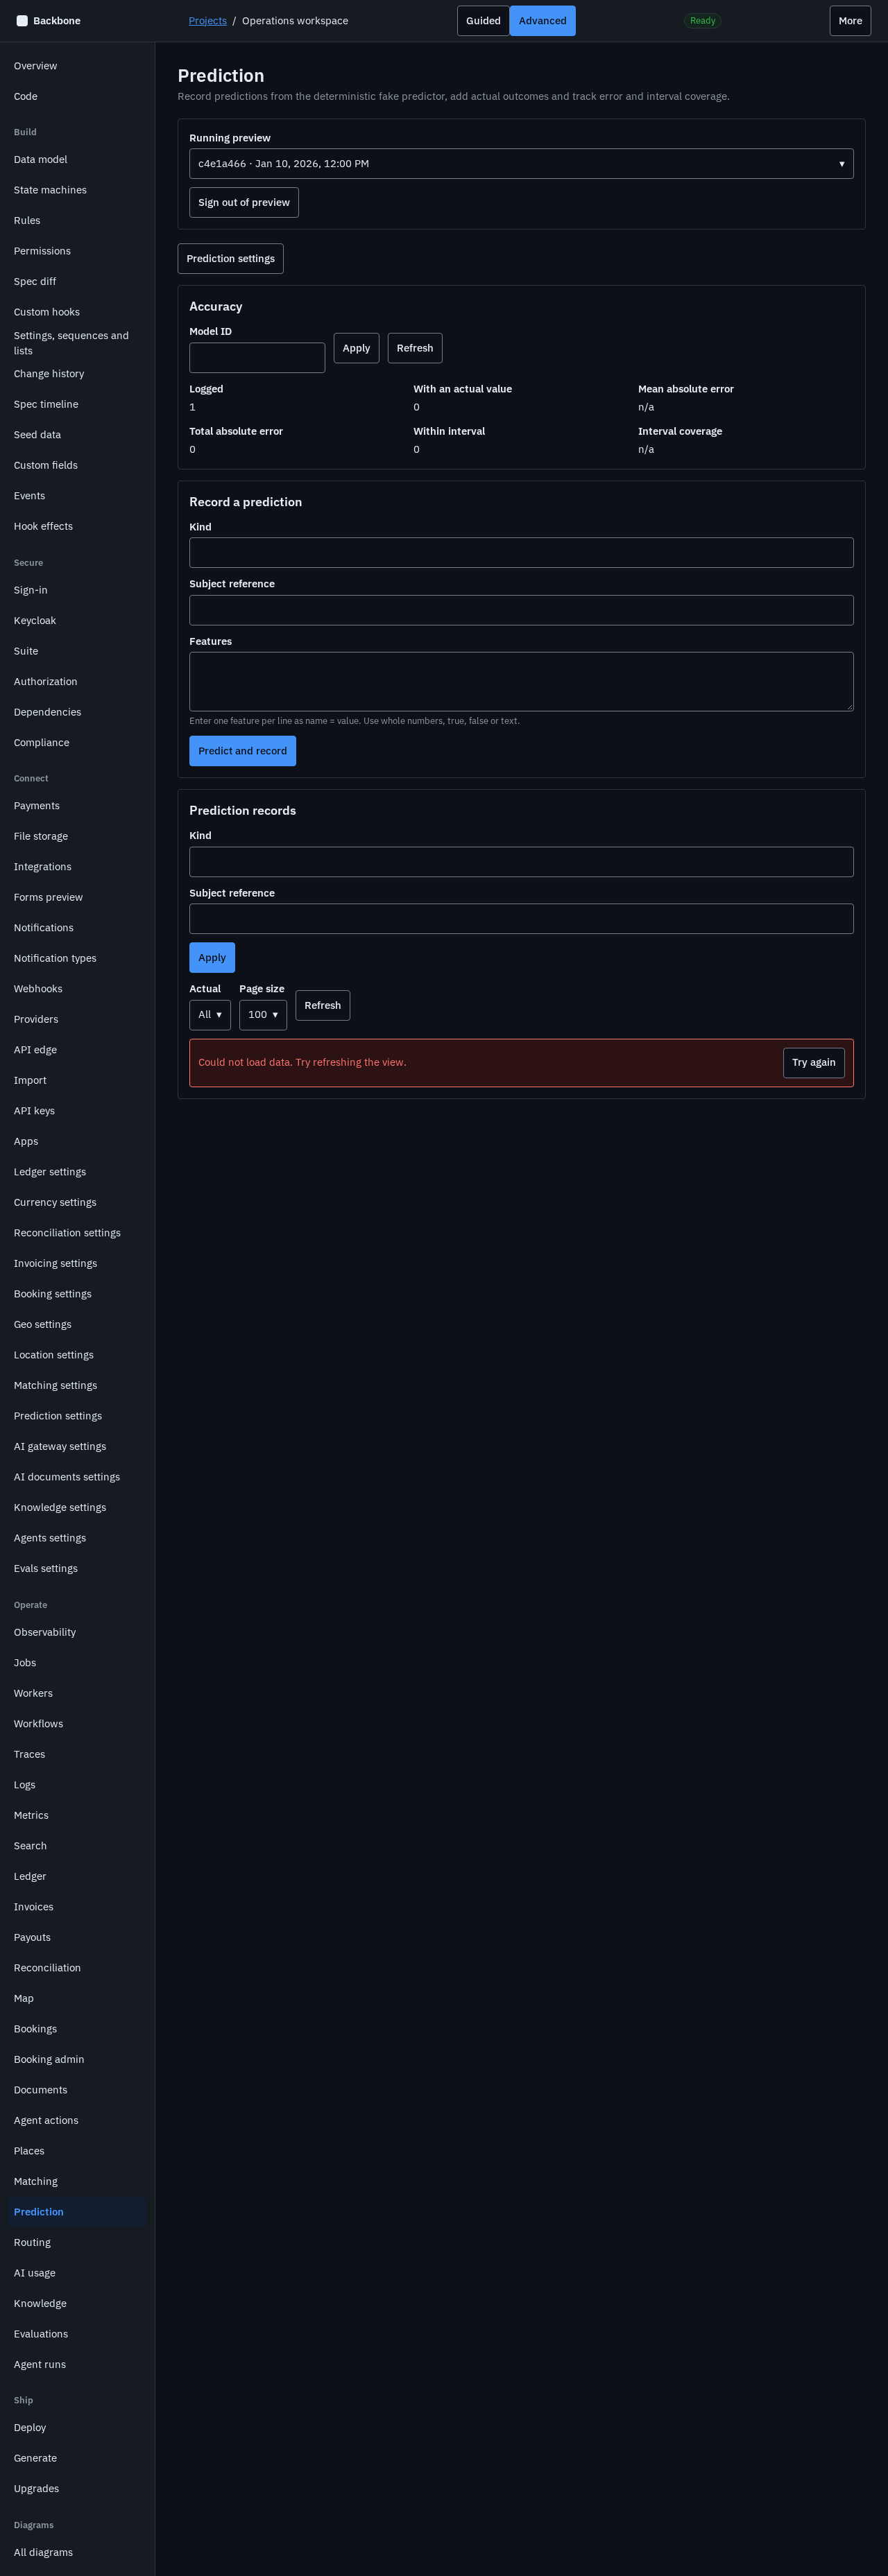 Backbone
Projects / Operations workspace
Guided
Advanced
Ready
More
Overview
Code
Build
Data model
State machines
Rules
Permissions
Spec diff
Custom hooks
Settings, sequences and
lists
Change history
Spec timeline
Seed data
Custom fields
Events
Hook effects
Secure
Sign-in
Keycloak
Suite
Authorization
Dependencies
Compliance
Connect
Payments
File storage
Integrations
Forms preview
Notifications
Notification types
Webhooks
Providers
API edge
Import
API keys
Apps
Ledger settings
Currency settings
Reconciliation settings
Invoicing settings
Booking settings
Geo settings
Location settings
Matching settings
Prediction settings
AI gateway settings
AI documents settings
Knowledge settings
Agents settings
Evals settings
Operate
Observability
Jobs
Workers
Workflows
Traces
Logs
Metrics
Search
Ledger
Invoices
Payouts
Reconciliation
Map
Bookings
Booking admin
Documents
Agent actions
Places
Matching
Prediction
Routing
AI usage
Knowledge
Evaluations
Agent runs
Ship
Deploy
Generate
Upgrades
Diagrams
All diagrams
Prediction
Record predictions from the deterministic fake predictor, add actual outcomes and track error and interval coverage.
Running preview
c4e1a466 · Jan 10, 2026, 12:00 PM ▾
Sign out of preview
Prediction settings
Accuracy
Model ID
Apply
Refresh
Logged
1
With an actual value
0
Mean absolute error
n/a
Total absolute error
0
Within interval
0
Interval coverage
n/a
Record a prediction
Kind
Subject reference
Features
Enter one feature per line as name = value. Use whole numbers, true, false or text.
Predict and record
Prediction records
Kind
Subject reference
Apply
Actual
All ▾
Page size
100 ▾
Refresh
Could not load data. Try refreshing the view.
Try again